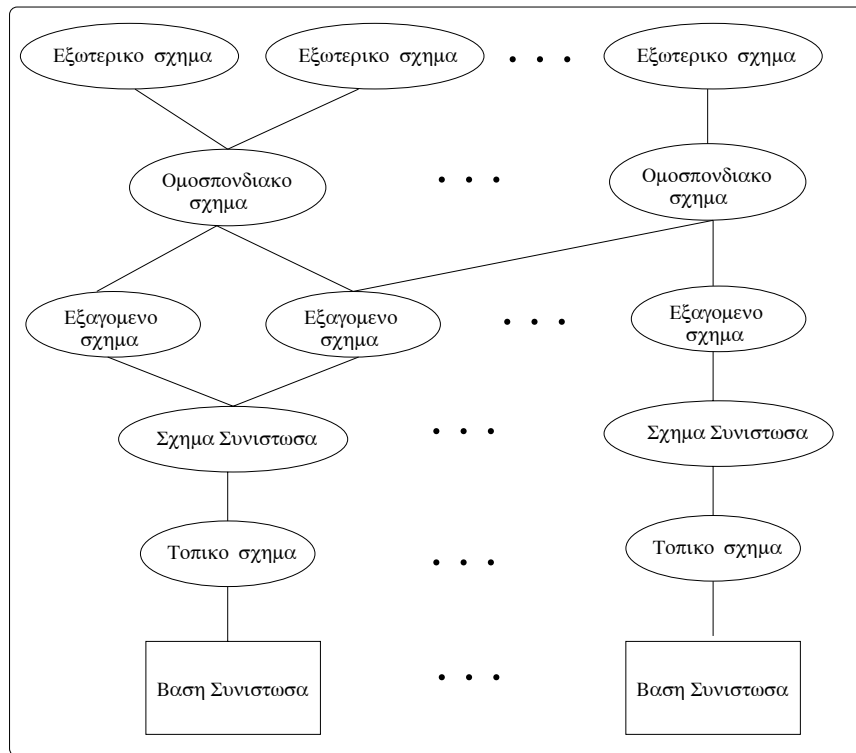 Εξωτερικο σχημα
Εξωτερικο σχημα
Εξωτερικο σχημα
Ομοσπονδιακο
σχημα
Ομοσπονδιακο
σχημα
Εξαγομενο
σχημα
Εξαγομενο
σχημα
Εξαγομενο
σχημα
Σχημα Συνιστωσα
Σχημα Συνιστωσα
Τοπικο σχημα
Τοπικο σχημα
Βαση Συνιστωσα
Βαση Συνιστωσα